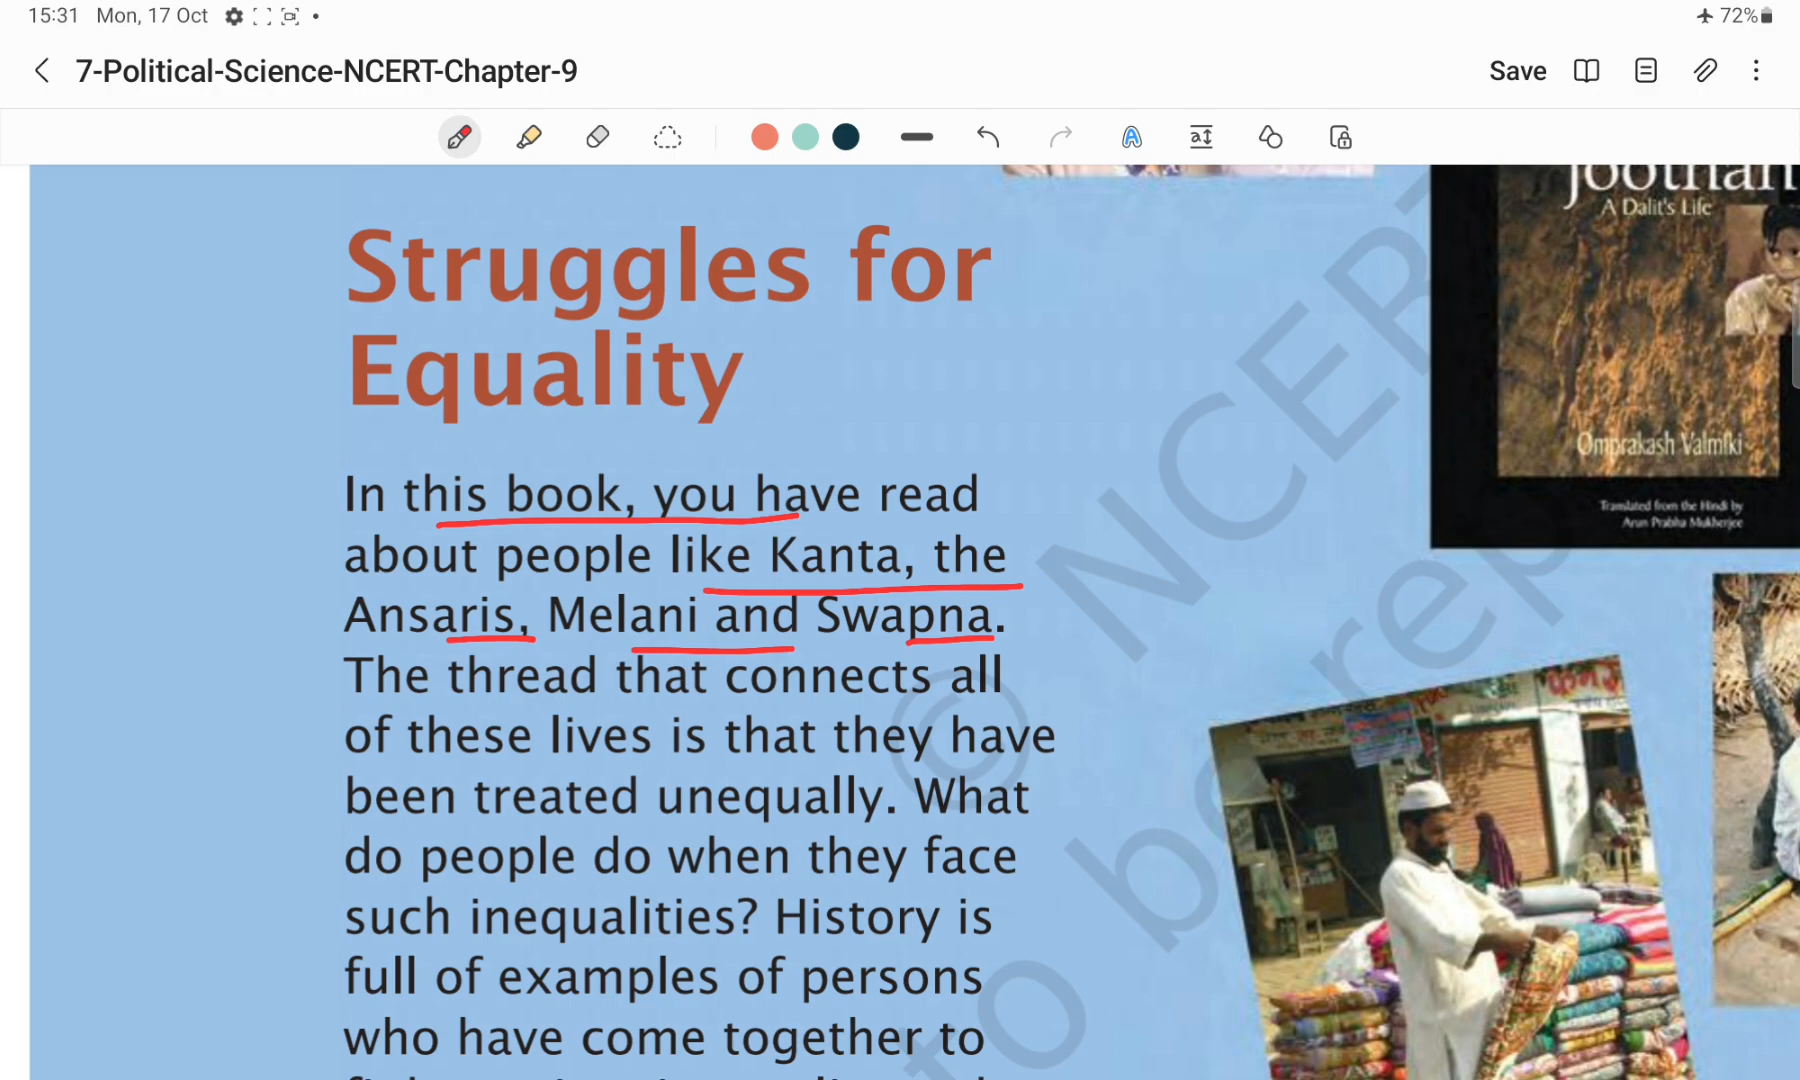 15:31 Mon, 17 Oct
72%
7-Political-Science-NCERT-Chapter-9
Save
Joothan
A Dalit's Life
Struggles for
Equality
Omprakash Valmiki
Translated from the Hindi by
Arun Prabha Mukherjee
In this book, you have read
about people like Kanta, the
Ansaris, Melani and Swapna.
The thread that connects all
of these lives is that they have
been treated unequally. What
do people do when they face
such inequalities? History is
full of examples of persons
who have come together to
© NCERT
to be rep